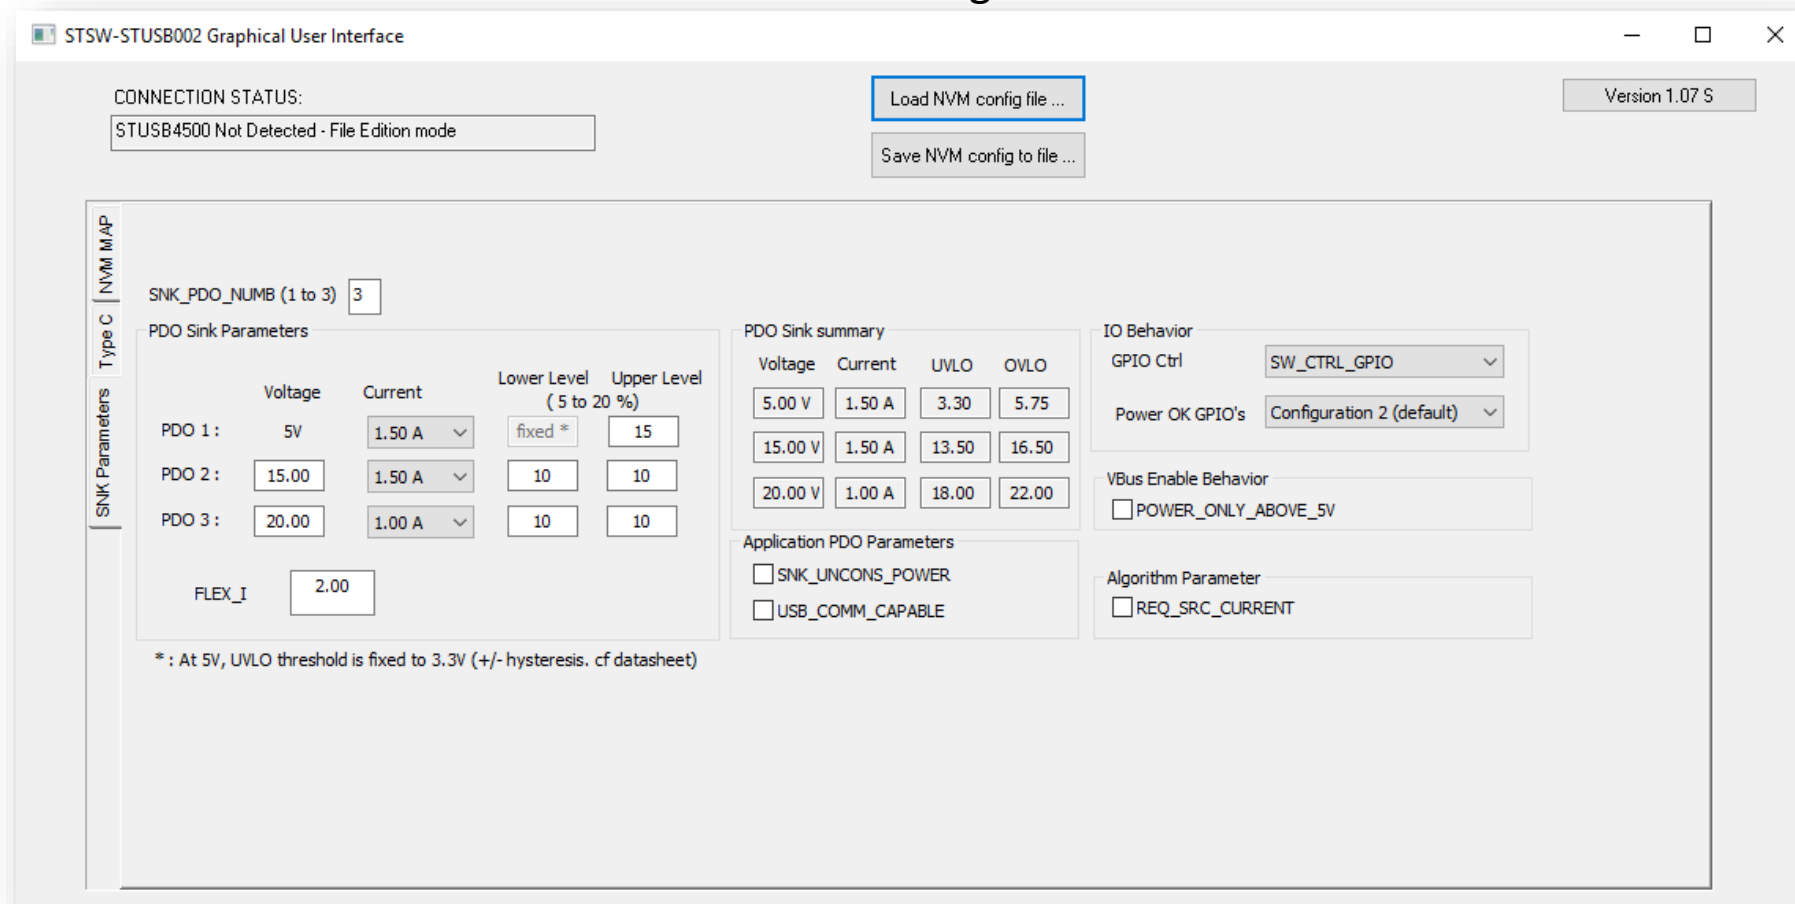 STSW-STUSB002 Graphical User Interface
CONNECTION STATUS:
STUSB4500 Not Detected - File Edition mode
Load NVM config file ...
Save NVM config to file ...
Version 1.07 S
NVM MAP
Type C
SNK Parameters
SNK_PDO_NUMB (1 to 3) 3
PDO Sink Parameters
Voltage Current Lower Level Upper Level
( 5 to 20 %)
PDO 1 : 5V 1.50 A fixed * 15
PDO 2 : 15.00 1.50 A 10 10
PDO 3 : 20.00 1.00 A 10 10
FLEX_I 2.00
* : At 5V, UVLO threshold is fixed to 3.3V (+/- hysteresis. cf datasheet)
PDO Sink summary
Voltage Current UVLO OVLO
5.00 V 1.50 A 3.30 5.75
15.00 V 1.50 A 13.50 16.50
20.00 V 1.00 A 18.00 22.00
Application PDO Parameters
SNK_UNCONS_POWER
USB_COMM_CAPABLE
IO Behavior
GPIO Ctrl SW_CTRL_GPIO
Power OK GPIO's Configuration 2 (default)
VBus Enable Behavior
POWER_ONLY_ABOVE_5V
Algorithm Parameter
REQ_SRC_CURRENT